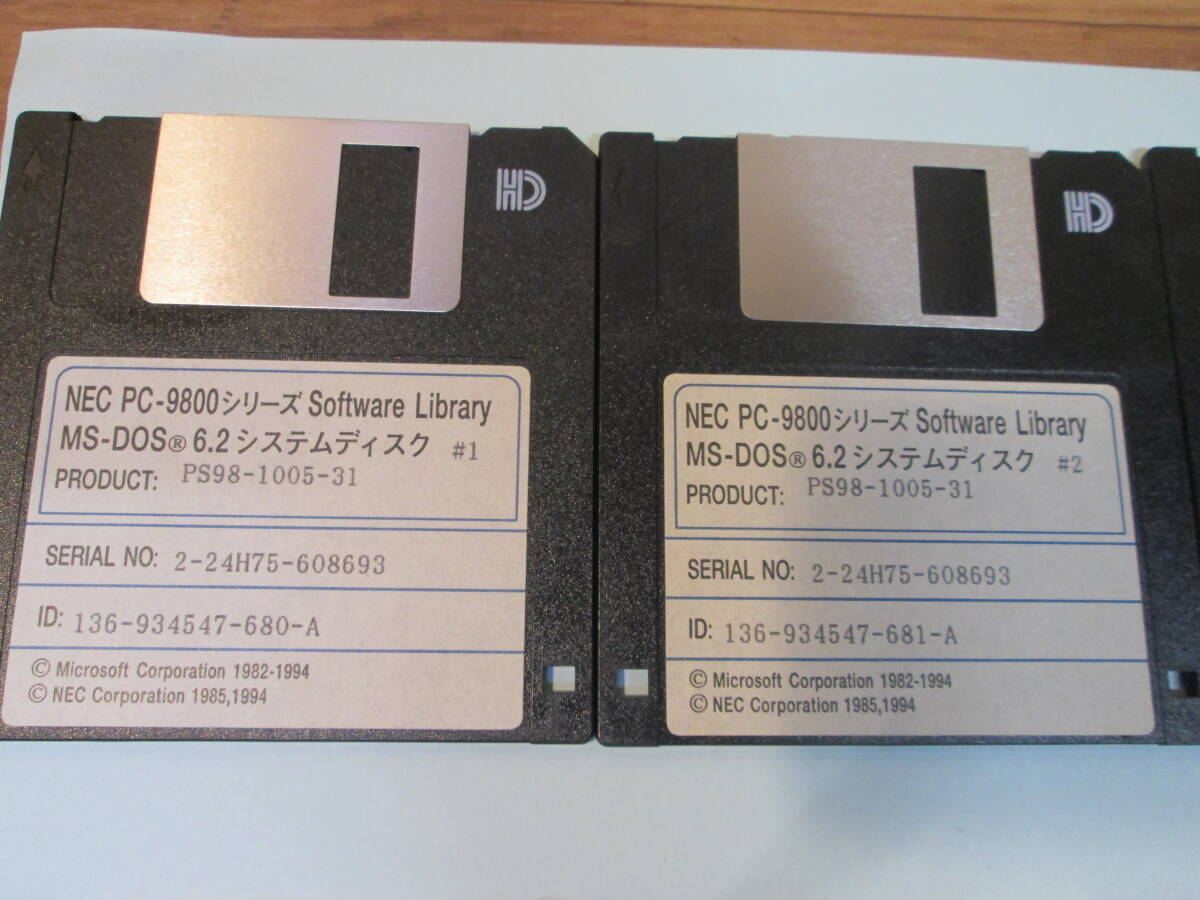 HD
NEC PC-9800シリーズ Software Library
MS-DOS® 6.2 システムディスク #1
PRODUCT: PS98-1005-31
SERIAL NO: 2-24H75-608693
ID: 136-934547-680-A
© Microsoft Corporation 1982-1994
© NEC Corporation 1985,1994
HD
NEC PC-9800シリーズ Software Library
MS-DOS® 6.2 システムディスク #2
PRODUCT: PS98-1005-31
SERIAL NO: 2-24H75-608693
ID: 136-934547-681-A
© Microsoft Corporation 1982-1994
© NEC Corporation 1985,1994